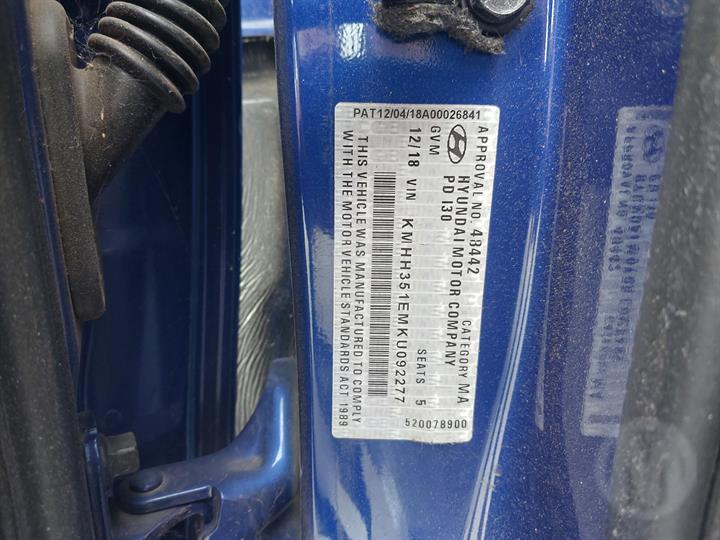 PAT12/04/18A00026841
APPROVAL NO. 48442 CATEGORY MA
HYUNDAI MOTOR COMPANY
PD I30
GVM
12/18 VIN KMHH351EMKU092277 SEATS 5
THIS VEHICLE WAS MANUFACTURED TO COMPLY
WITH THE MOTOR VEHICLE STANDARDS ACT 1989
520078900